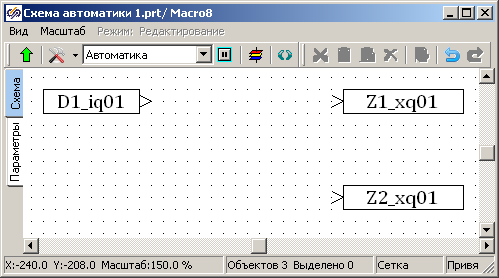 Схема автоматики 1.prt/ Macro8
Вид Масштаб Режим: Редактирование
Автоматика
Схема
Параметры
D1_iq01
Z1_xq01
Z2_xq01
X:-240.0 Y:-208.0 Масштаб:150.0 % Объектов 3 Выделено 0 Сетка Привя